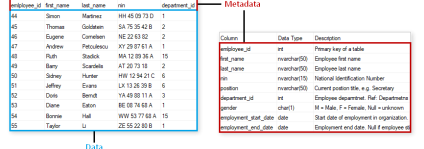 Metadata
employee_id first_name last_name nin department_id
44 Simon Martinez HH 45 09 73 D 1
45 Thomas Goldstein SA 75 35 42 B 2
46 Eugene Cornelsen NE 22 63 82 2
47 Andrew Petculescu XY 29 87 61 A 1
48 Ruth Stadick MA 12 89 36 A 15
49 Barry Scardelis AT 20 73 18 2
50 Sidney Hunter HW 12 94 21 C 6
51 Jeffrey Evans LX 13 26 39 B 6
52 Doris Berndt YA 49 88 11 A 3
53 Diane Eaton BE 08 74 68 A 1
54 Bonnie Hall WW 53 77 68 A 15
55 Taylor Li ZE 55 22 80 B 1
Data
Column Data Type Description
employee_id int Primary key of a table
first_name nvarchar(50) Employee first name
last_name nvarchar(50) Employee last name
nin nvarchar(15) National Identification Number
position nvarchar(50) Current postion title, e.g. Secretary
department_id int Employee department. Ref: Departmetns
gender char(1) M = Male, F = Female, Null = unknown
employment_start_date date Start date of employment in organization.
employment_end_date date Employment end date. Null if employee st